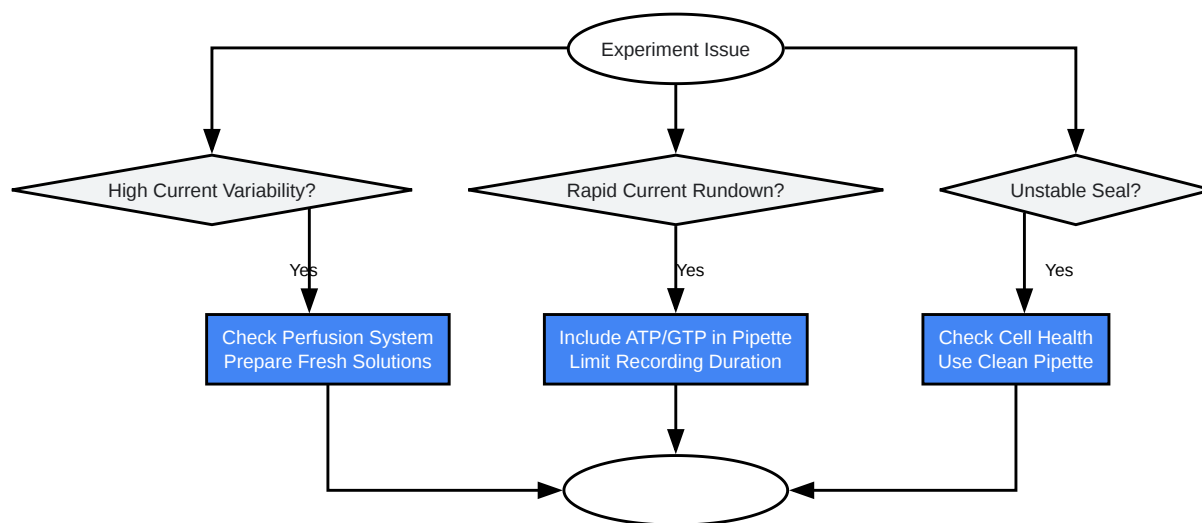 Experiment Issue
High Current Variability?
Rapid Current Rundown?
Unstable Seal?
Yes
Yes
Yes
Check Perfusion System
Prepare Fresh Solutions
Include ATP/GTP in Pipette
Limit Recording Duration
Check Cell Health
Use Clean Pipette